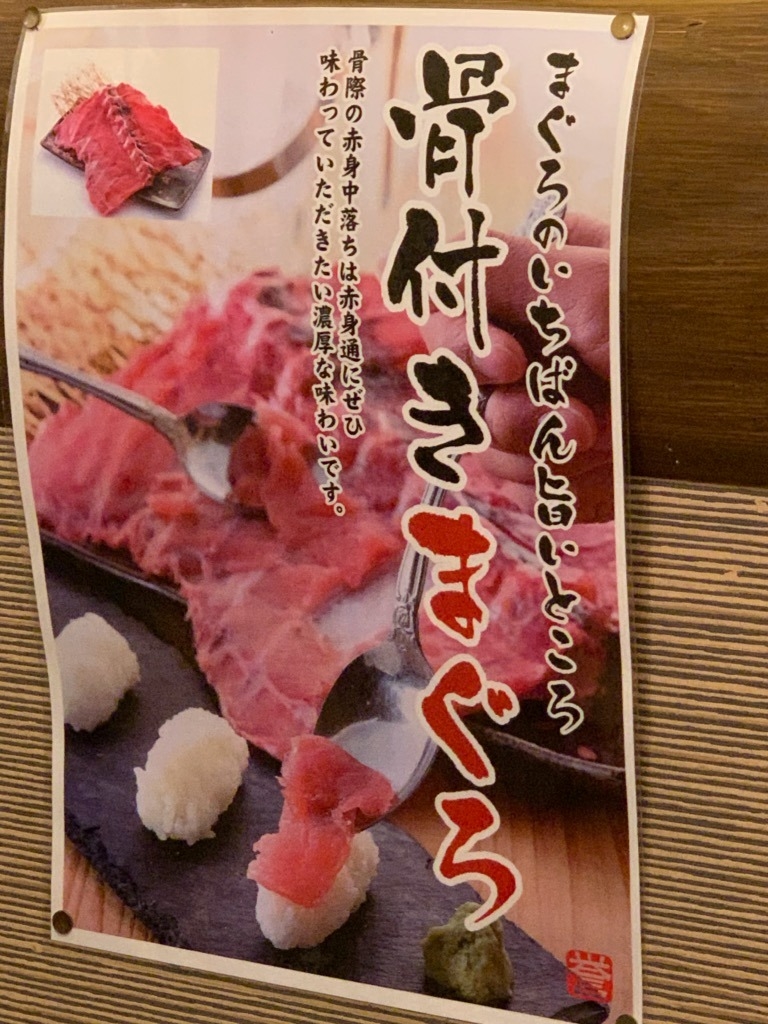 まぐろのいちばん旨いところ
骨付きまぐろ
骨際の赤身中落ちは赤身通にぜひ
味わっていただきたい濃厚な味わいです。
誉